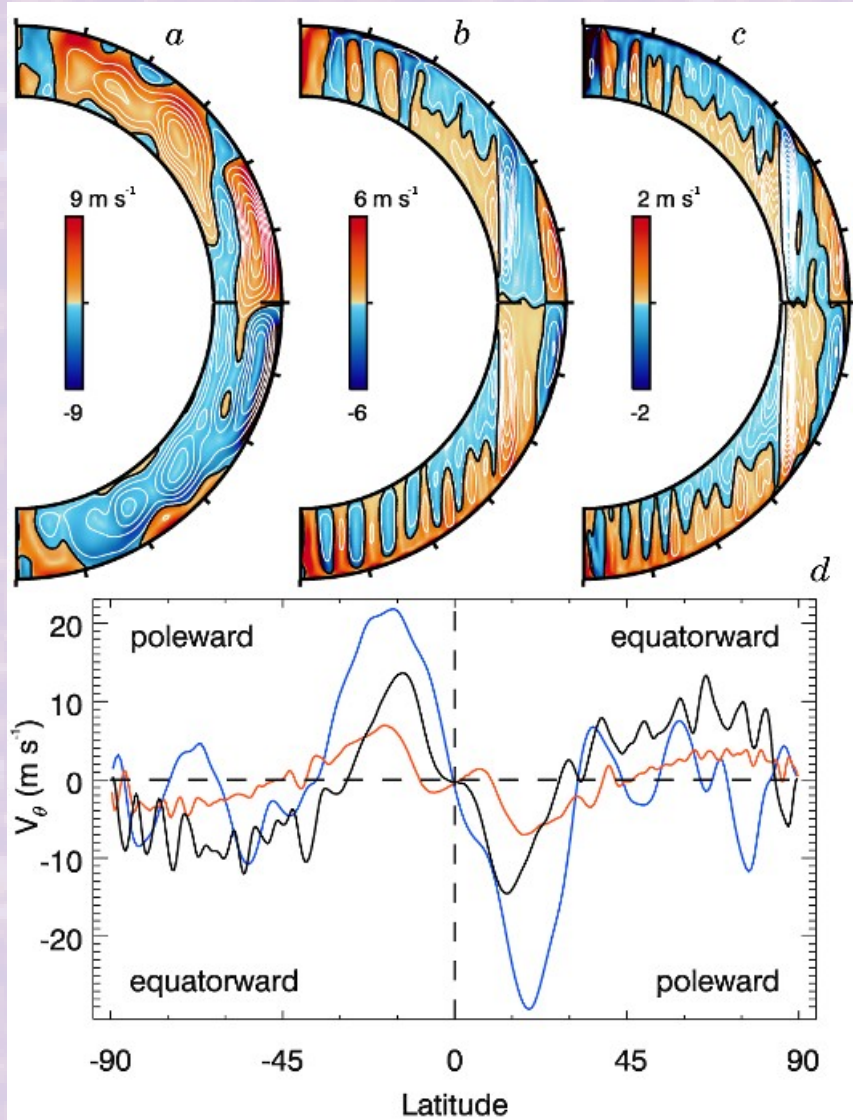 a b c
9 m s-1 6 m s-1 2 m s-1
-9 -6 -2
d
20
poleward equatorward
10
0
Vθ (m s-1)
-10
-20
equatorward poleward
-90 -45 0 45 90
Latitude